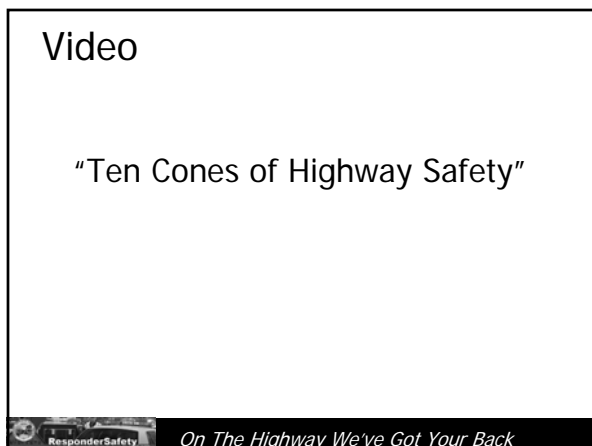 Video
“Ten Cones of Highway Safety”
ResponderSafety
On The Highway We've Got Your Back